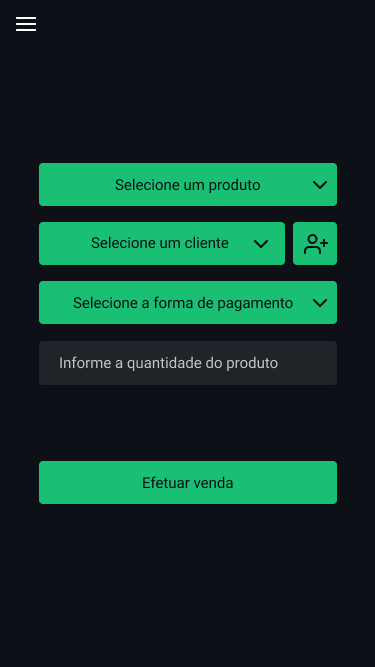 Selecione um produto
Selecione um cliente
Selecione a forma de pagamento
Informe a quantidade do produto
Efetuar venda